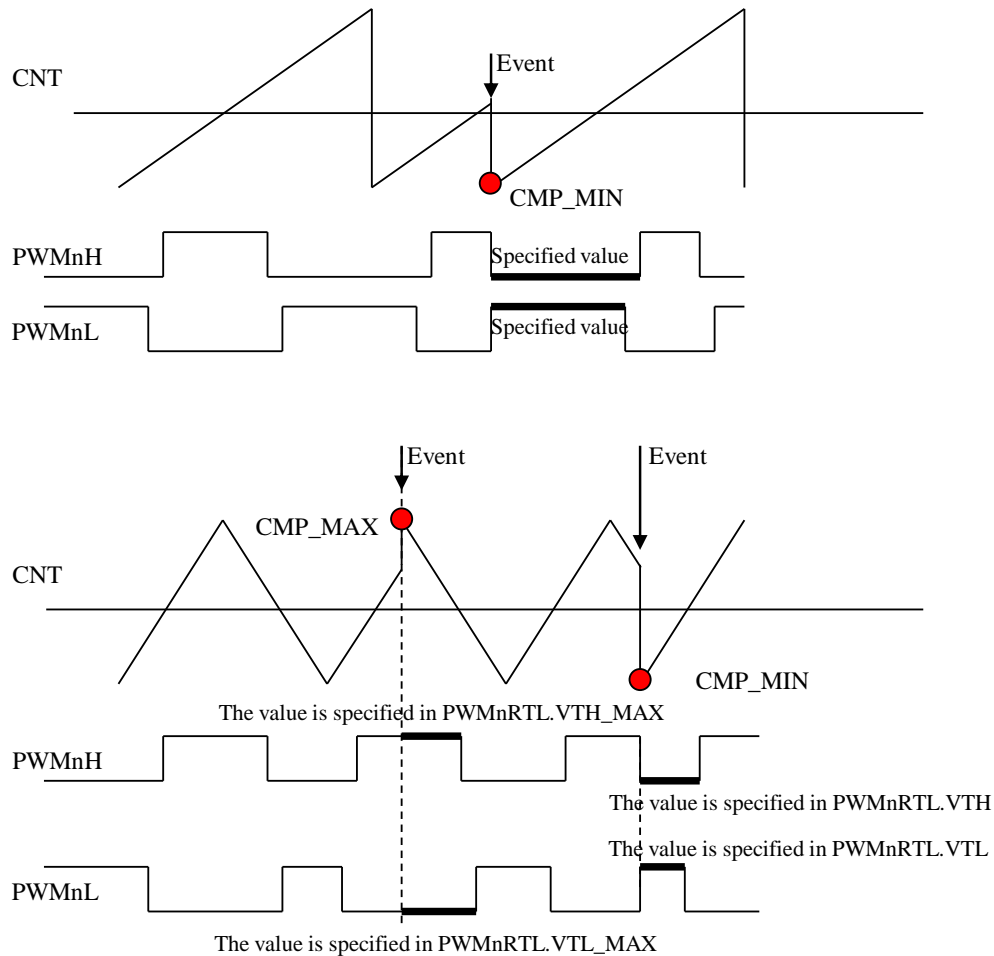 Event
CNT
CMP_MIN
PWMnH
Specified value
PWMnL
Specified value
Event
Event
CMP_MAX
CNT
CMP_MIN
The value is specified in PWMnRTL.VTH_MAX
PWMnH
The value is specified in PWMnRTL.VTH
The value is specified in PWMnRTL.VTL
PWMnL
The value is specified in PWMnRTL.VTL_MAX